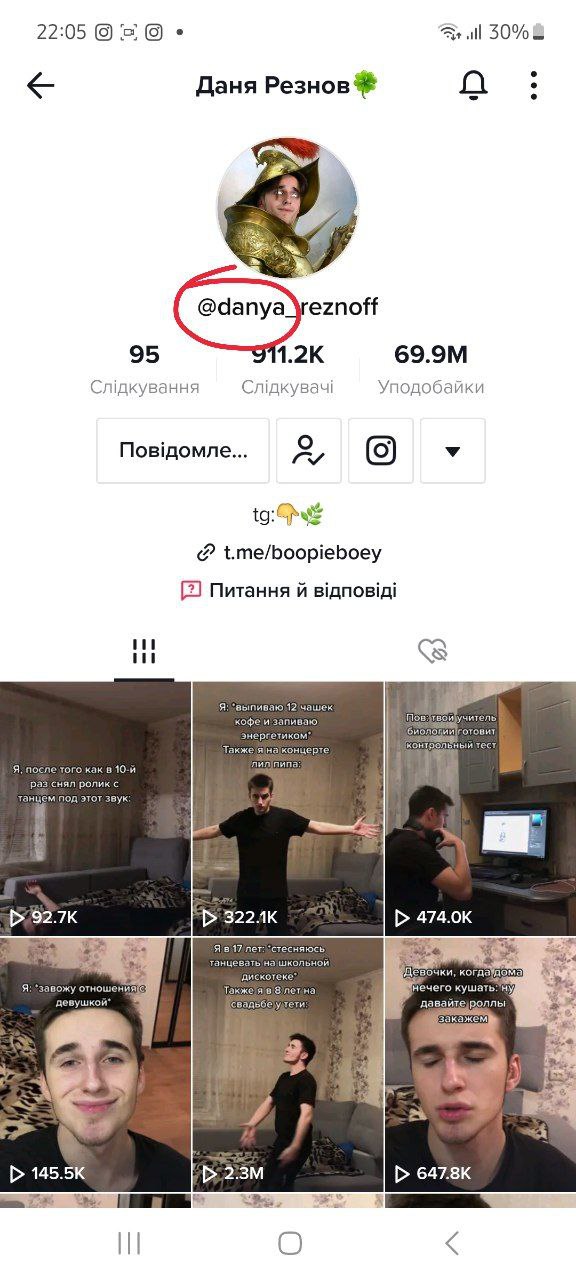 22:05 30%
Даня Резнов🍀
@danya_reznoff
95 911.2K 69.9M
Слідкування Слідкувачі Уподобайки
Повідомле...
tg:👇🌿
t.me/boopieboey
Питання й відповіді
Я, после того как в 10-й
раз снял ролик с
танцем под этот звук:
92.7K
Я: *выпиваю 12 чашек
кофе и запиваю
энергетиком*
Также я на концерте
лил пипа:
322.1K
Пов: твой учитель
биологии готовит
контрольный тест
474.0K
Я: *завожу отношения с
девушкой*
145.5K
Я в 17 лет: *стесняюсь
танцевать на школьной
дискотеке*
Также я в 8 лет на
свадьбе у тети:
2.3M
Девочки, когда дома
нечего кушать: ну
давайте роллы
закажем
647.8K